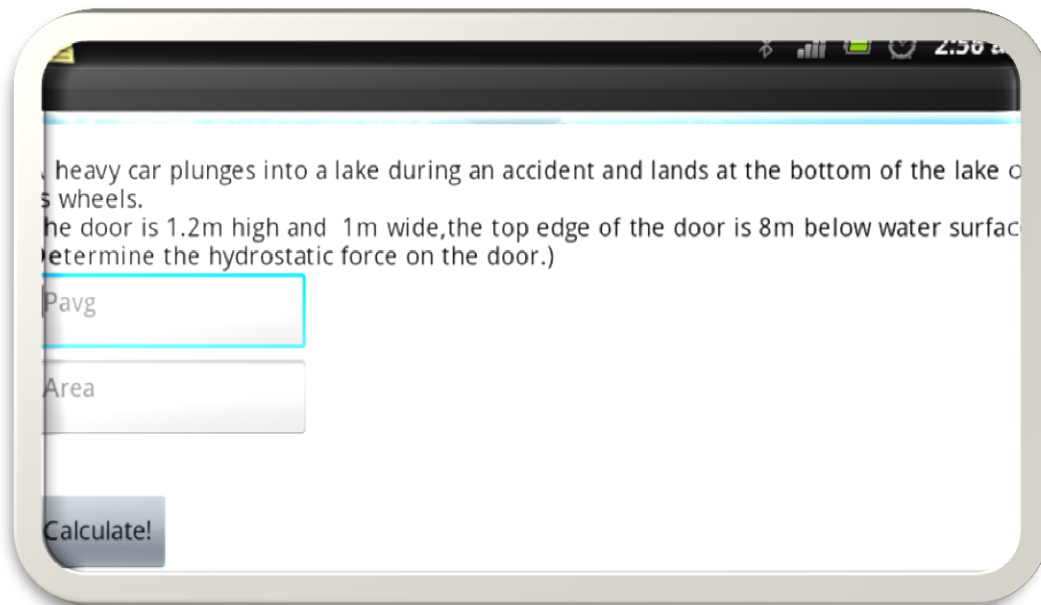 2:56 a
heavy car plunges into a lake during an accident and lands at the bottom of the lake o
s wheels.
he door is 1.2m high and 1m wide,the top edge of the door is 8m below water surfac
etermine the hydrostatic force on the door.)
Pavg
Area
Calculate!